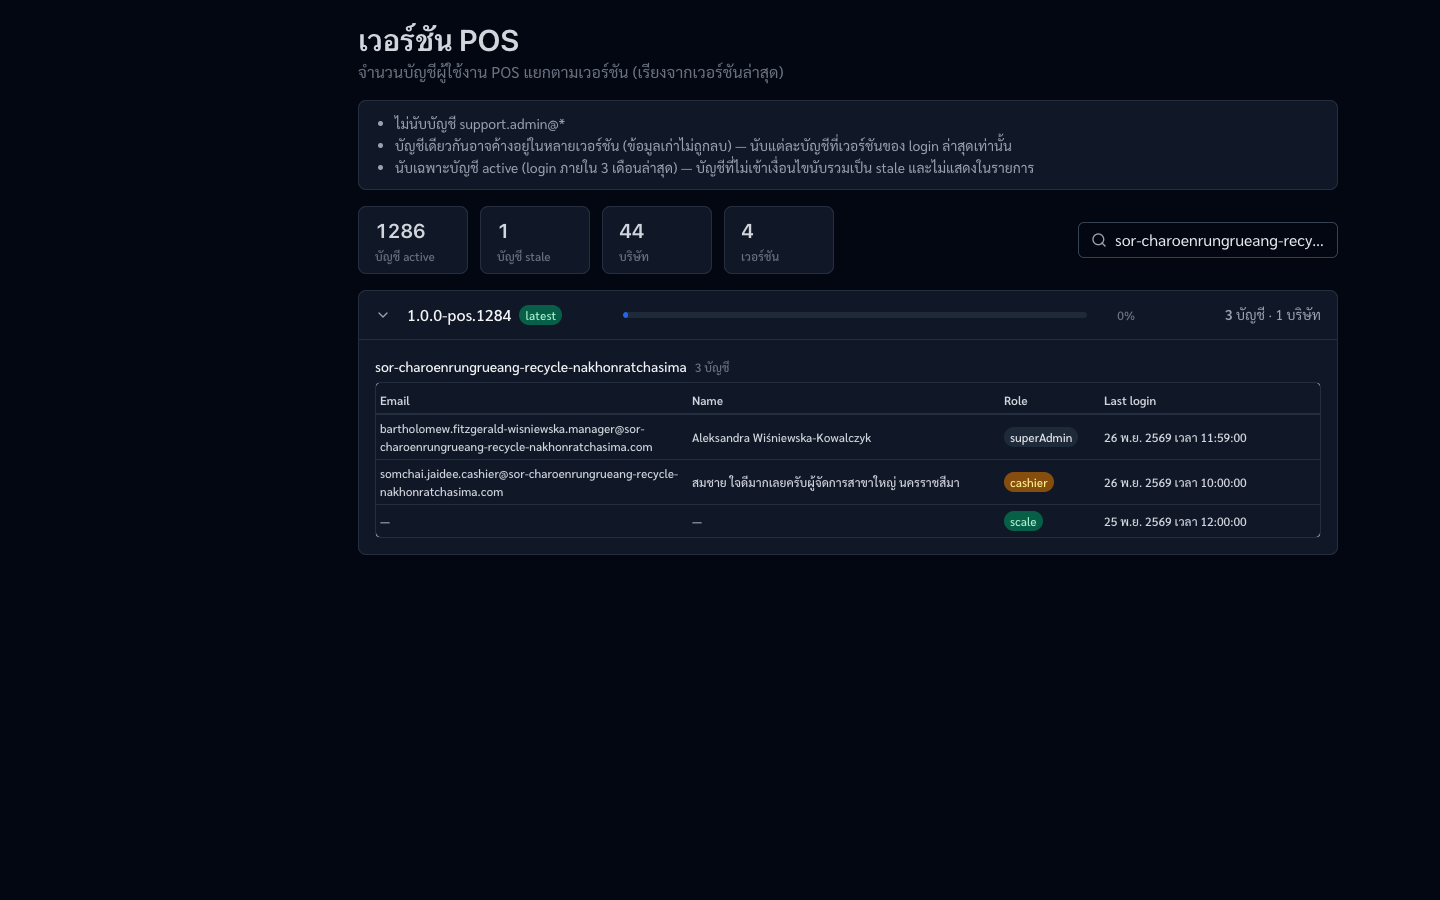 เวอร์ชัน POS
จำนวนบัญชีผู้ใช้งาน POS แยกตามเวอร์ชัน (เรียงจากเวอร์ชันล่าสุด)
ไม่นับบัญชี support.admin@*
บัญชีเดียวกันอาจค้างอยู่ในหลายเวอร์ชัน (ข้อมูลเก่าไม่ถูกลบ) — นับแต่ละบัญชีที่เวอร์ชันของ login ล่าสุดเท่านั้น
นับเฉพาะบัญชี active (login ภายใน 3 เดือนล่าสุด) — บัญชีที่ไม่เข้าเงื่อนไขนับรวมเป็น stale และไม่แสดงในรายการ
1286 1 44 4
บัญชี active บัญชี stale บริษัท เวอร์ชัน
sor-charoenrungrueang-recy...
1.0.0-pos.1284 latest 0% 3 บัญชี · 1 บริษัท
sor-charoenrungrueang-recycle-nakhonratchasima 3 บัญชี
Email Name Role Last login
bartholomew.fitzgerald-wisniewska.manager@sor-
charoenrungrueang-recycle-nakhonratchasima.com
Aleksandra Wiśniewska-Kowalczyk superAdmin 26 พ.ย. 2569 เวลา 11:59:00
somchai.jaidee.cashier@sor-charoenrungrueang-recycle-
nakhonratchasima.com
สมชาย ใจดีมากเลยครับผู้จัดการสาขาใหญ่ นครราชสีมา cashier 26 พ.ย. 2569 เวลา 10:00:00
— — scale 25 พ.ย. 2569 เวลา 12:00:00